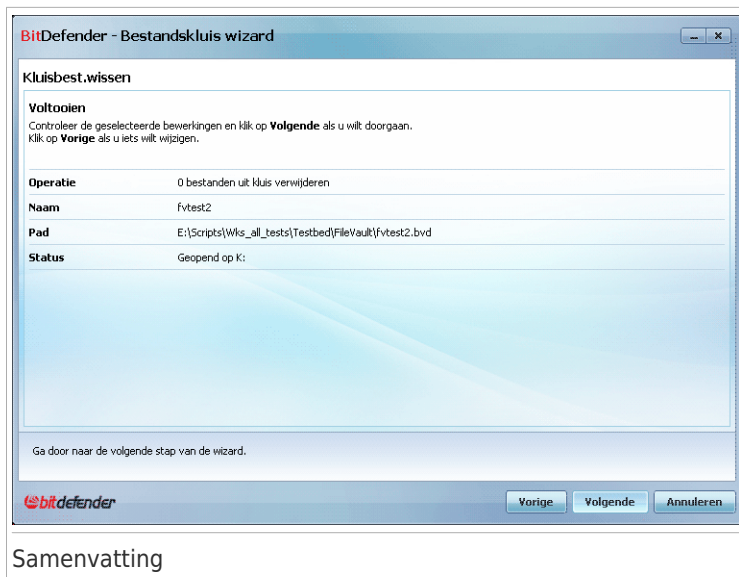 BitDefender - Bestandskluis wizard
Kluisbest.wissen
Voltooien
Controleer de geselecteerde bewerkingen en klik op Volgende als u wilt doorgaan.
Klik op Vorige als u iets wilt wijzigen.
Operatie 0 bestanden uit kluis verwijderen
Naam fvtest2
Pad E:\Scripts\Wks_all_tests\Testbed\FileVault\fvtest2.bvd
Status Geopend op K:
Ga door naar de volgende stap van de wizard.
bitdefender Vorige Volgende Annuleren
Samenvatting